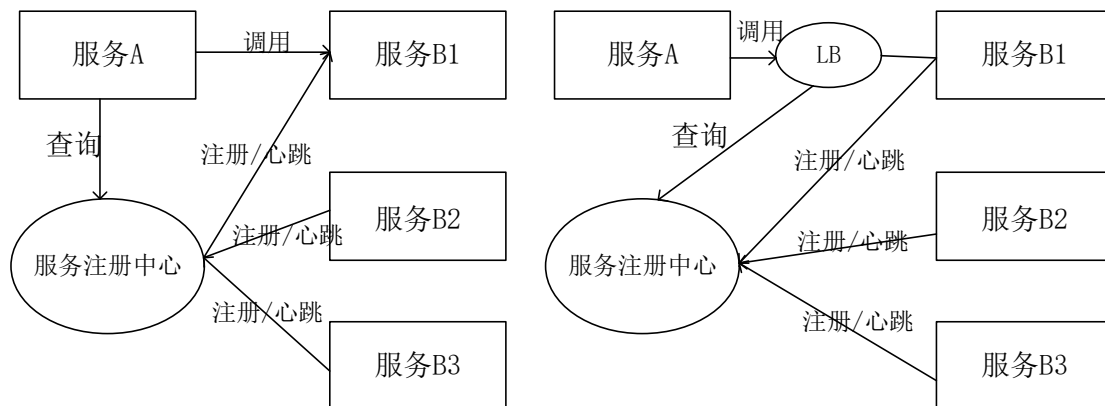 服务A
调用
服务B1
查询
注册/心跳
服务B2
注册/心跳
服务注册中心
注册/心跳
服务B3
服务A
调用
LB
服务B1
查询
注册/心跳
服务B2
注册/心跳
服务注册中心
注册/心跳
服务B3